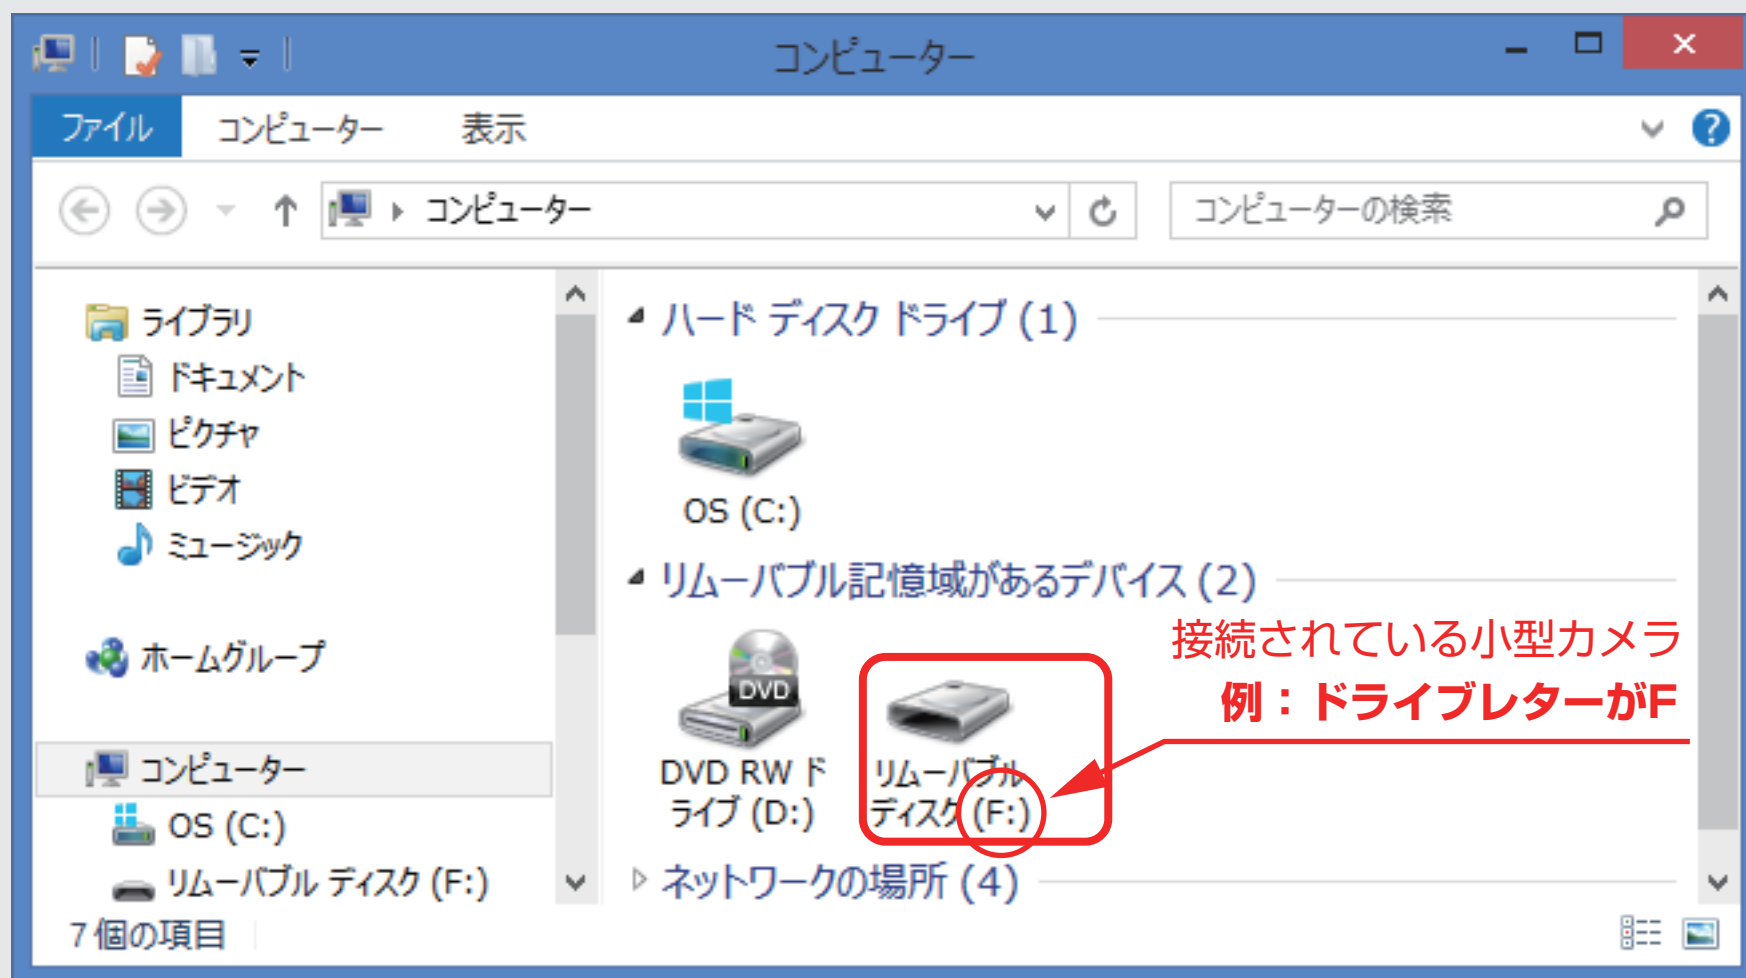 コンピューター
ファイル コンピューター 表示
コンピューター
コンピューターの検索
ライブラリ
ドキュメント
ピクチャ
ビデオ
ミュージック
ホームグループ
コンピューター
OS (C:)
リムーバブル ディスク (F:)
ハード ディスク ドライブ (1)
OS (C:)
リムーバブル記憶域があるデバイス (2)
接続されている小型カメラ
例：ドライブレターがF
DVD
DVD RW ド
ライブ (D:)
リムーバブル
ディスク (F:)
ネットワークの場所 (4)
7 個の項目